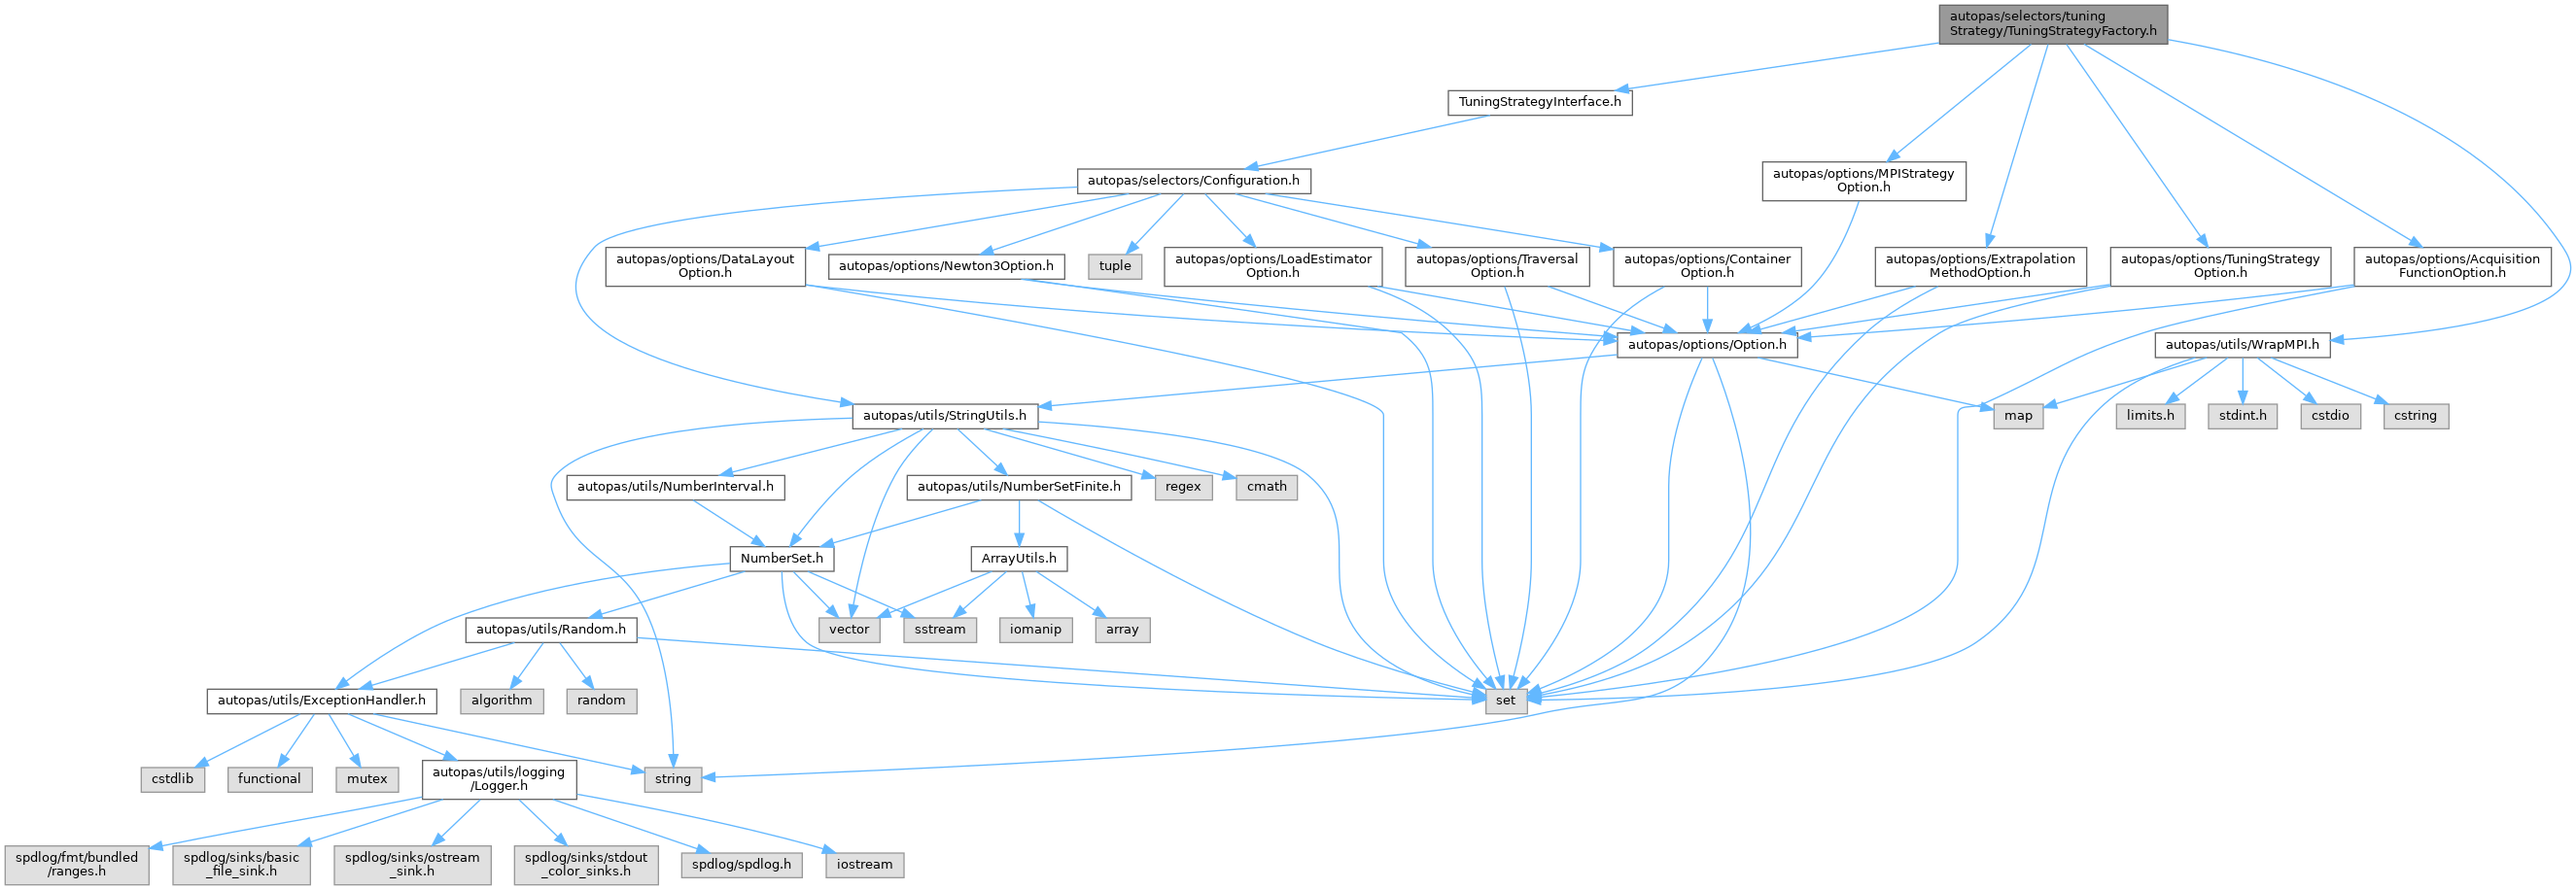 autopas/selectors/tuning
Strategy/TuningStrategyFactory.h
TuningStrategyInterface.h
autopas/selectors/Configuration.h
autopas/options/MPIStrategy
Option.h
autopas/options/DataLayout
Option.h
autopas/options/Newton3Option.h
tuple
autopas/options/LoadEstimator
Option.h
autopas/options/Traversal
Option.h
autopas/options/Container
Option.h
autopas/options/Extrapolation
MethodOption.h
autopas/options/TuningStrategy
Option.h
autopas/options/Acquisition
FunctionOption.h
autopas/options/Option.h
autopas/utils/WrapMPI.h
autopas/utils/StringUtils.h
map
limits.h
stdint.h
cstdio
cstring
autopas/utils/NumberInterval.h
autopas/utils/NumberSetFinite.h
regex
cmath
NumberSet.h
ArrayUtils.h
autopas/utils/Random.h
vector
sstream
iomanip
array
autopas/utils/ExceptionHandler.h
algorithm
random
set
cstdlib
functional
mutex
autopas/utils/logging
/Logger.h
string
spdlog/fmt/bundled
/ranges.h
spdlog/sinks/basic
_file_sink.h
spdlog/sinks/ostream
_sink.h
spdlog/sinks/stdout
_color_sinks.h
spdlog/spdlog.h
iostream